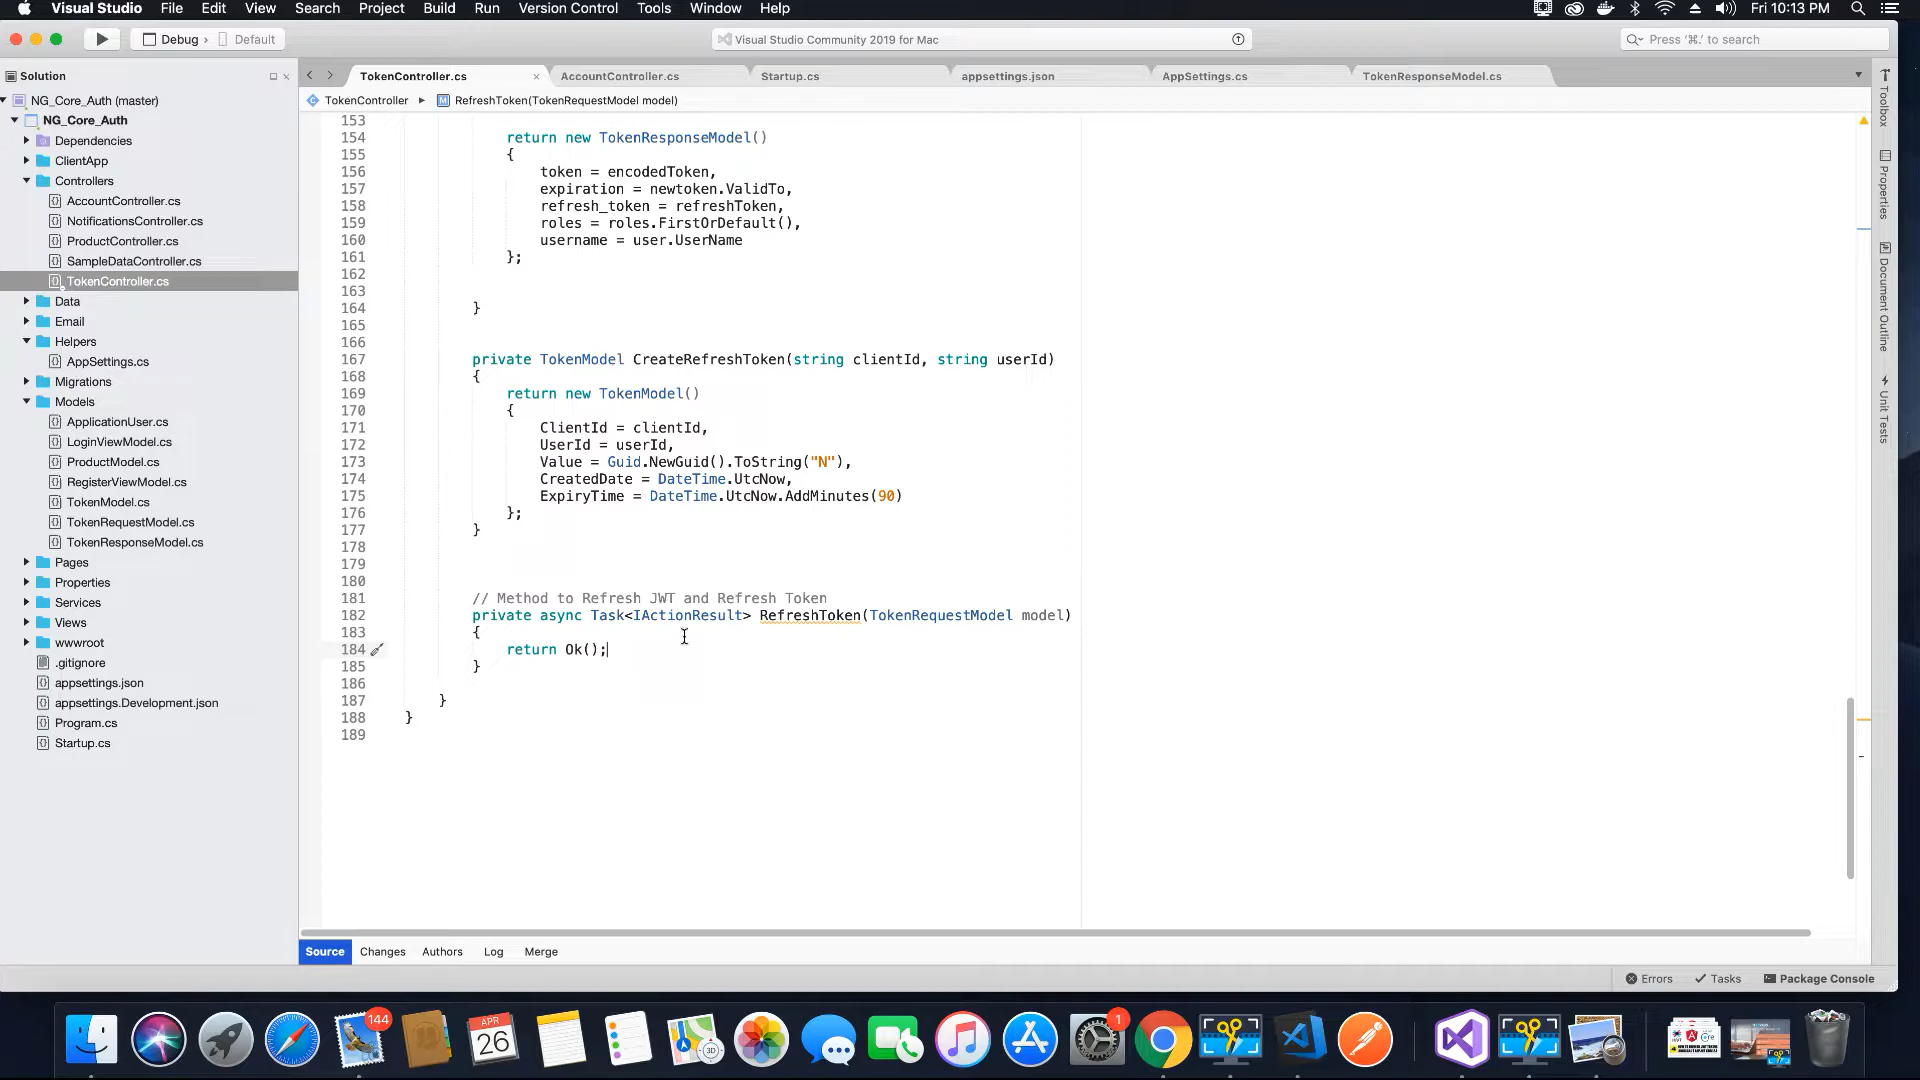 Visual Studio File Edit View Search Project Build Run Version Control Tools Window Help Fri 10:13 PM
Debug › Default Visual Studio Community 2019 for Mac Press ‘⌘.’ to search
Solution
NG_Core_Auth (master)
NG_Core_Auth
Dependencies
ClientApp
Controllers
AccountController.cs
NotificationsController.cs
ProductController.cs
SampleDataController.cs
TokenController.cs
Data
Email
Helpers
AppSettings.cs
Migrations
Models
ApplicationUser.cs
LoginViewModel.cs
ProductModel.cs
RegisterViewModel.cs
TokenModel.cs
TokenRequestModel.cs
TokenResponseModel.cs
Pages
Properties
Services
Views
wwwroot
.gitignore
appsettings.json
appsettings.Development.json
Program.cs
Startup.cs
TokenController.cs AccountController.cs Startup.cs appsettings.json AppSettings.cs TokenResponseModel.cs
TokenController RefreshToken(TokenRequestModel model)
153
154 return new TokenResponseModel()
155 {
156 token = encodedToken,
157 expiration = newtoken.ValidTo,
158 refresh_token = refreshToken,
159 roles = roles.FirstOrDefault(),
160 username = user.UserName
161 };
162
163
164 }
165
166
167 private TokenModel CreateRefreshToken(string clientId, string userId)
168 {
169 return new TokenModel()
170 {
171 ClientId = clientId,
172 UserId = userId,
173 Value = Guid.NewGuid().ToString("N"),
174 CreatedDate = DateTime.UtcNow,
175 ExpiryTime = DateTime.UtcNow.AddMinutes(90)
176 };
177 }
178
179
180
181 // Method to Refresh JWT and Refresh Token
182 private async Task<IActionResult> RefreshToken(TokenRequestModel model)
183 {
184 return Ok();
185 }
186
187 }
188 }
189
Toolbox
Properties
Document Outline
Unit Tests
Source Changes Authors Log Merge
Errors Tasks Package Console
144
APR
26
3D
1